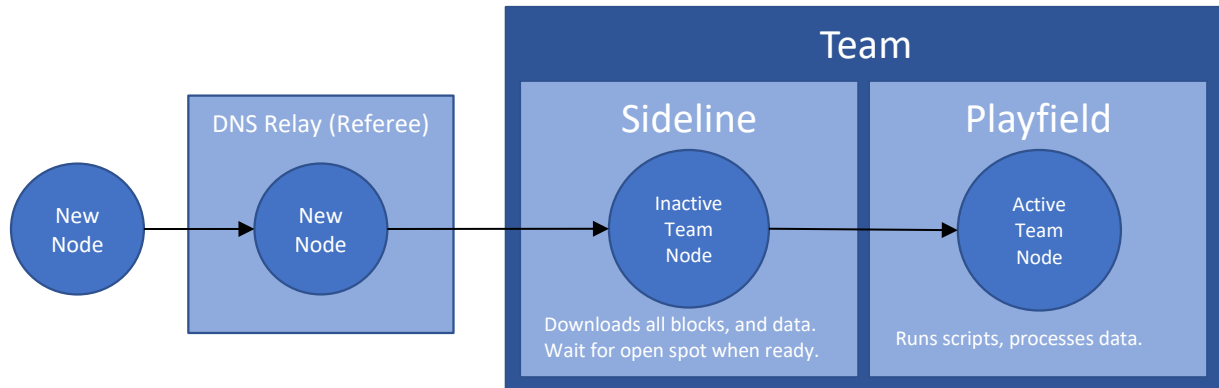 New
Node
DNS Relay (Referee)
New
Node
Team
Sideline
Inactive
Team
Node
Downloads all blocks, and data.
Wait for open spot when ready.
Playfield
Active
Team
Node
Runs scripts, processes data.